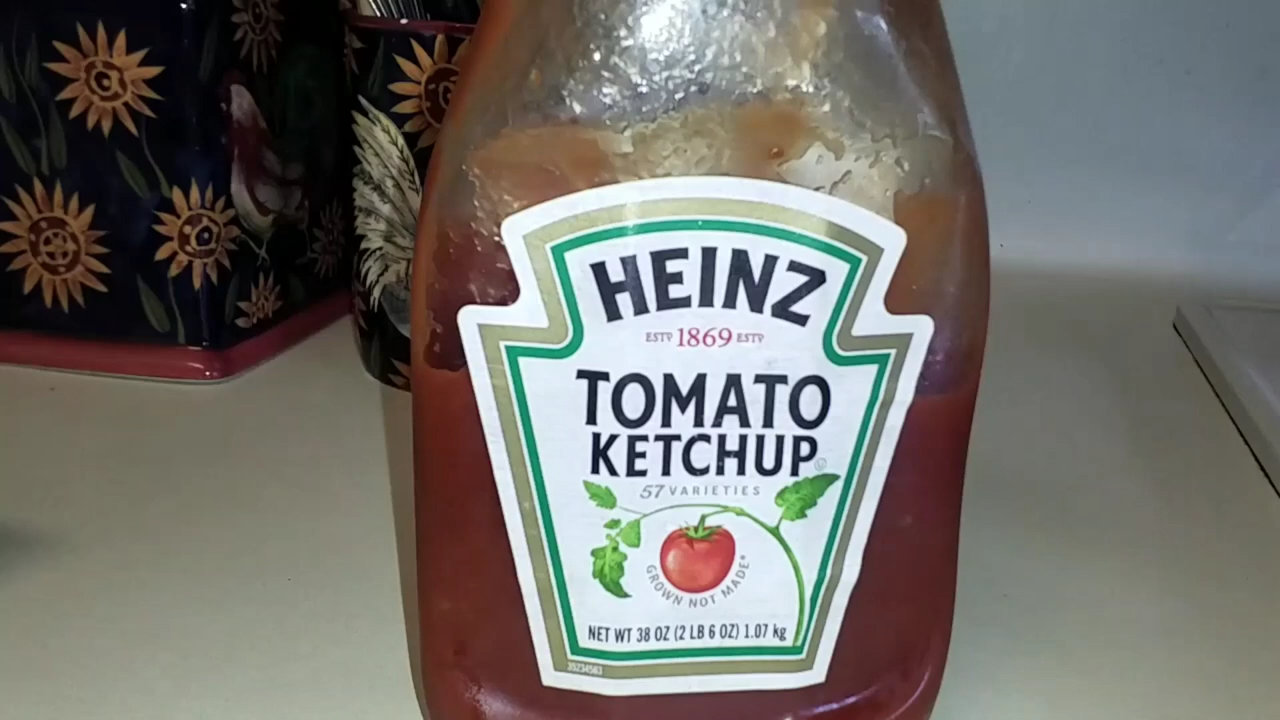 HEINZ
ESTD 1869 ESTD
TOMATO
KETCHUP
57 VARIETIES
GROWN NOT MADE
NET WT 38 OZ (2 LB 6 OZ) 1.07 kg